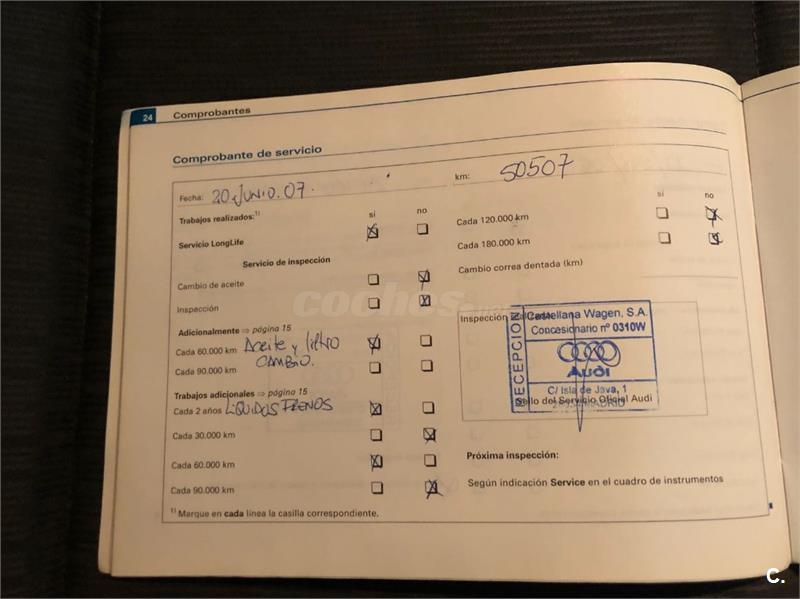 24 Comprobantes
Comprobante de servicio
Fecha: 20.JUNIO.07.
km: 50507
Trabajos realizados:1) sí no
Servicio LongLife
Servicio de inspección
Cambio de aceite
Inspección
Adicionalmente ⇒ página 15
Cada 60.000 km Aceite y filtro
Cada 90.000 km CAMBIO.
Trabajos adicionales ⇒ página 15
Cada 2 años LIQUIDOS FRENOS
Cada 30.000 km
Cada 60.000 km
Cada 90.000 km
1) Marque en cada línea la casilla correspondiente.
sí no
Cada 120.000 km
Cada 180.000 km
Cambio correa dentada (km)
Inspección
RECEPCION
Castellana Wagen, S.A.
Concesionario nº 0310W
Audi
C/ Isla de Java, 1
MADRID
Sello del Servicio Oficial Audi
Próxima inspección:
Según indicación Service en el cuadro de instrumentos
coches.net
C.